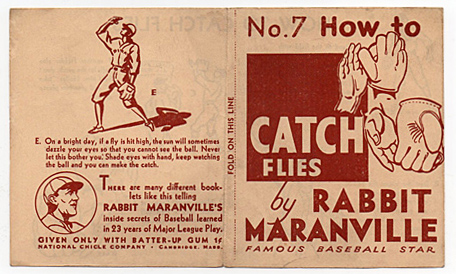 E
E. On a bright day, if a fly is hit high, the sun will sometimes
dazzle your eyes so that you cannot see the ball. Never
let this bother you! Shade eyes with hand, keep watching
the ball and you can make the catch.
THERE are many different book-
lets like this telling
RABBIT MARANVILLE'S
inside secrets of Baseball learned
in 23 years of Major League Play.
GIVEN ONLY WITH BATTER-UP GUM 1¢
NATIONAL CHICLE COMPANY • CAMBRIDGE, MASS.
FOLD ON THIS LINE
No. 7 How to
CATCH
FLIES
by RABBIT
MARANVILLE
FAMOUS BASEBALL STAR